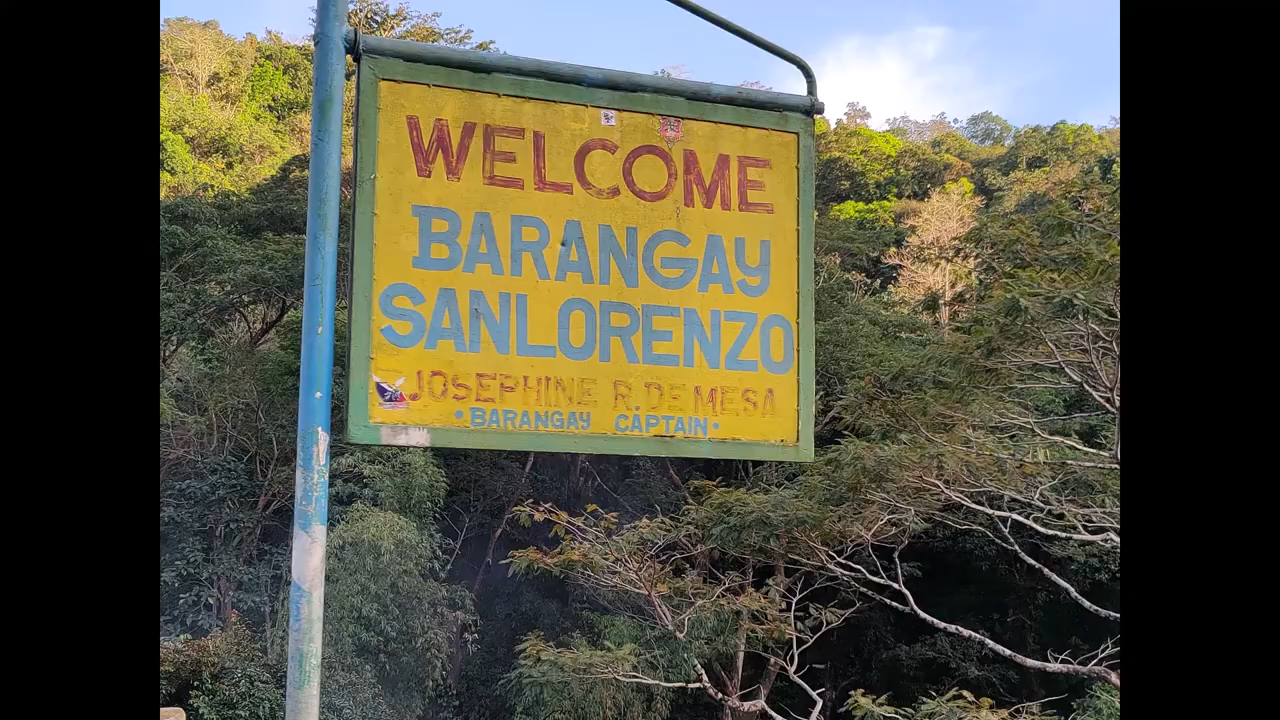 WELCOME
BARANGAY
SANLORENZO
JOSEPHINE R. DE MESA
•BARANGAY CAPTAIN•